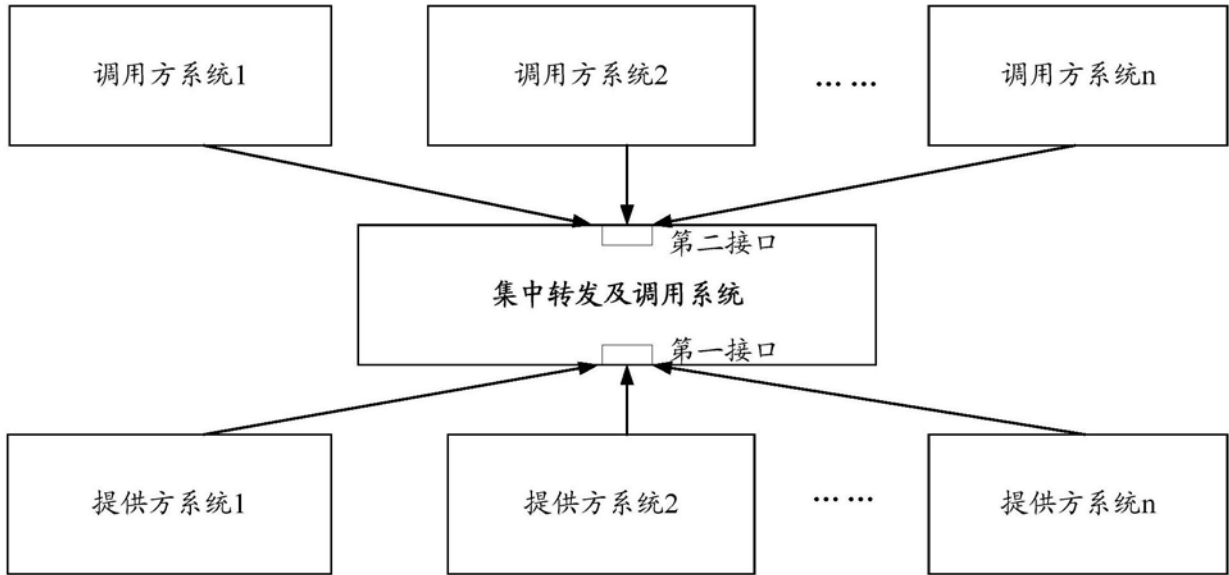 调用方系统1
调用方系统2
... ...
调用方系统n
第二接口
集中转发及调用系统
第一接口
提供方系统1
提供方系统2
... ...
提供方系统n